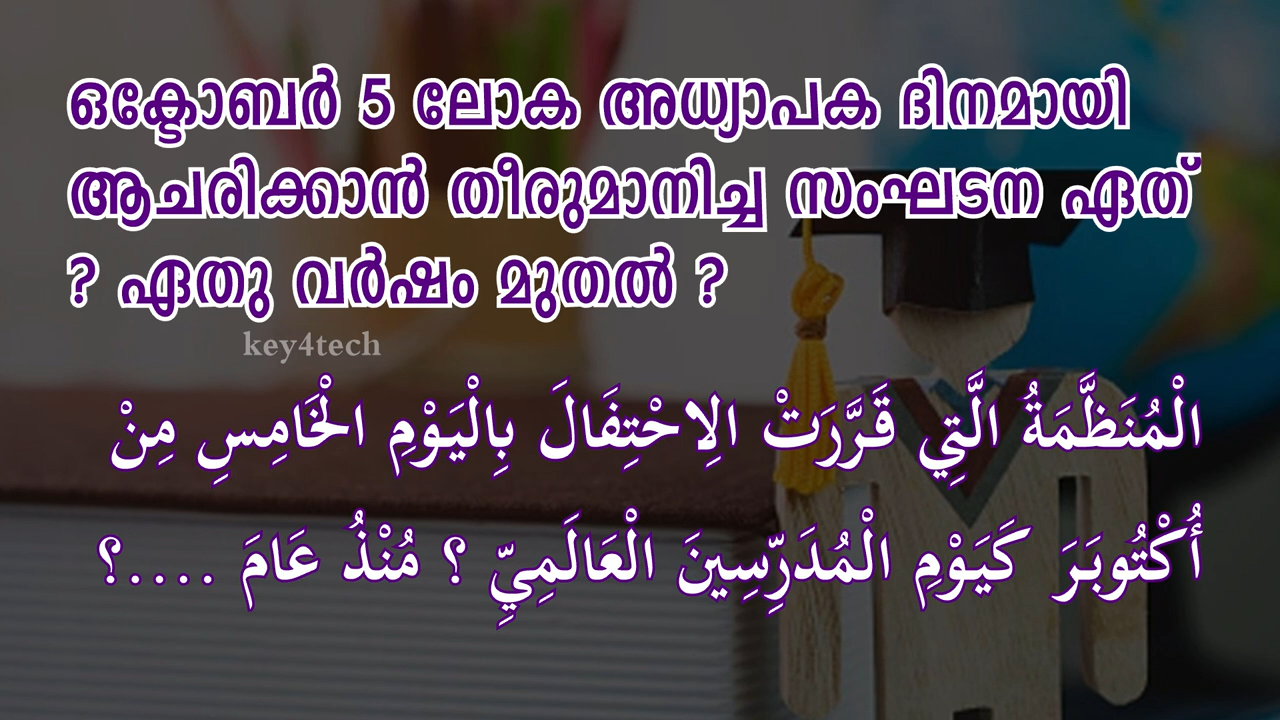 ഒക്ടോബർ 5 ലോക അധ്യാപക ദിനമായി
ആചരിക്കാൻ തീരുമാനിച്ച സംഘടന ഏത്
? ഏതു വർഷം മുതൽ ?
key4tech
الْمُنَظَّمَةُ الَّتِي قَرَّرَتْ الِاحْتِفَالَ بِالْيَوْمِ الْخَامِسِ مِنْ
أُكْتُوبَرَ كَيَوْمِ الْمُدَرِّسِينَ الْعَالَمِيِّ ؟ مُنْذُ عَامَ ....؟